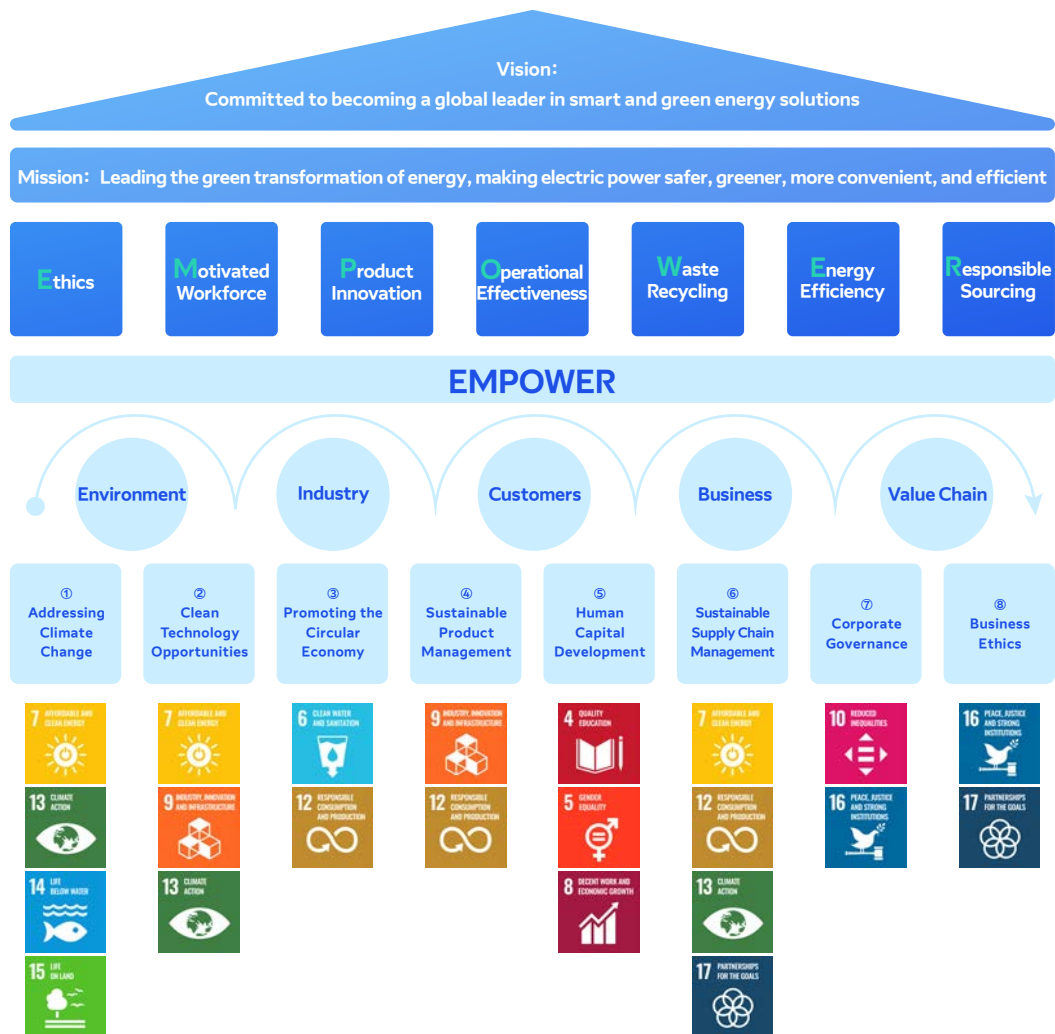 Vision:
Committed to becoming a global leader in smart and green energy solutions
Mission: Leading the green transformation of energy, making electric power safer, greener, more convenient, and efficient
Ethics
Motivated
Workforce
Product
Innovation
Operational
Effectiveness
Waste
Recycling
Energy
Efficiency
Responsible
Sourcing
EMPOWER
Environment
Industry
Customers
Business
Value Chain
①
Addressing
Climate
Change
②
Clean
Technology
Opportunities
③
Promoting the
Circular
Economy
④
Sustainable
Product
Management
⑤
Human
Capital
Development
⑥
Sustainable
Supply Chain
Management
⑦
Corporate
Governance
⑧
Business
Ethics
7 AFFORDABLE AND
CLEAN ENERGY
13 CLIMATE
ACTION
14 LIFE
BELOW WATER
15 LIFE
ON LAND
7 AFFORDABLE AND
CLEAN ENERGY
9 INDUSTRY, INNOVATION
AND INFRASTRUCTURE
13 CLIMATE
ACTION
6 CLEAN WATER
AND SANITATION
12 RESPONSIBLE
CONSUMPTION
AND PRODUCTION
9 INDUSTRY, INNOVATION
AND INFRASTRUCTURE
12 RESPONSIBLE
CONSUMPTION
AND PRODUCTION
4 QUALITY
EDUCATION
5 GENDER
EQUALITY
8 DECENT WORK AND
ECONOMIC GROWTH
7 AFFORDABLE AND
CLEAN ENERGY
12 RESPONSIBLE
CONSUMPTION
AND PRODUCTION
13 CLIMATE
ACTION
17 PARTNERSHIPS
FOR THE GOALS
10 REDUCED
INEQUALITIES
16 PEACE, JUSTICE
AND STRONG
INSTITUTIONS
16 PEACE, JUSTICE
AND STRONG
INSTITUTIONS
17 PARTNERSHIPS
FOR THE GOALS